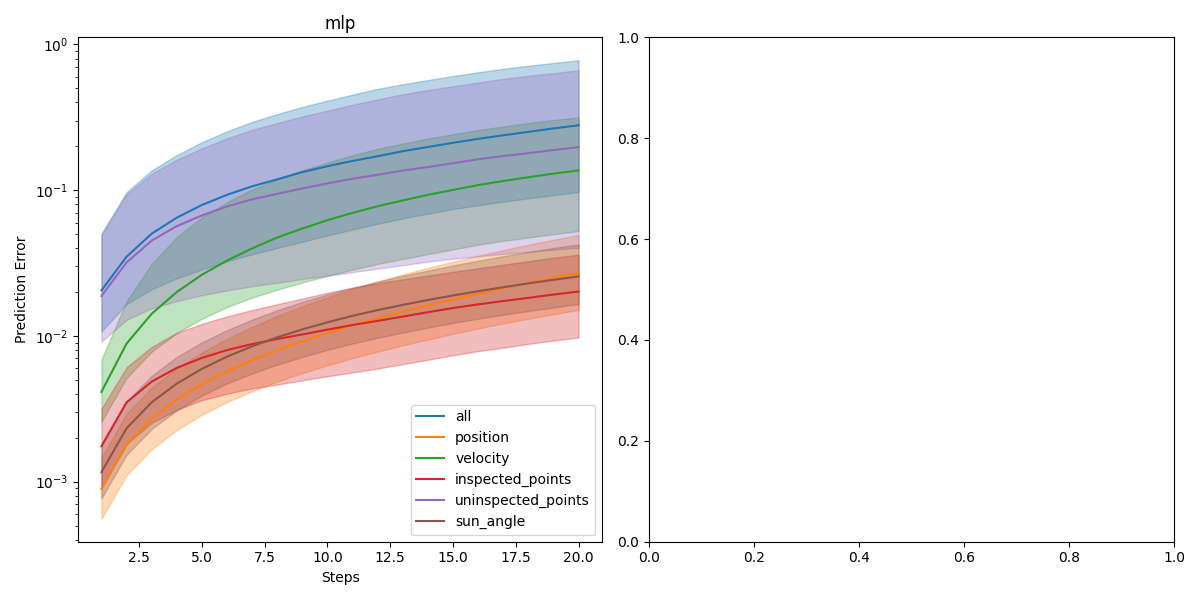 mlp
Prediction Error
10^0
10^-1
10^-2
10^-3
2.5 5.0 7.5 10.0 12.5 15.0 17.5 20.0
Steps
all
position
velocity
inspected_points
uninspected_points
sun_angle
1.0
0.8
0.6
0.4
0.2
0.0
0.0 0.2 0.4 0.6 0.8 1.0